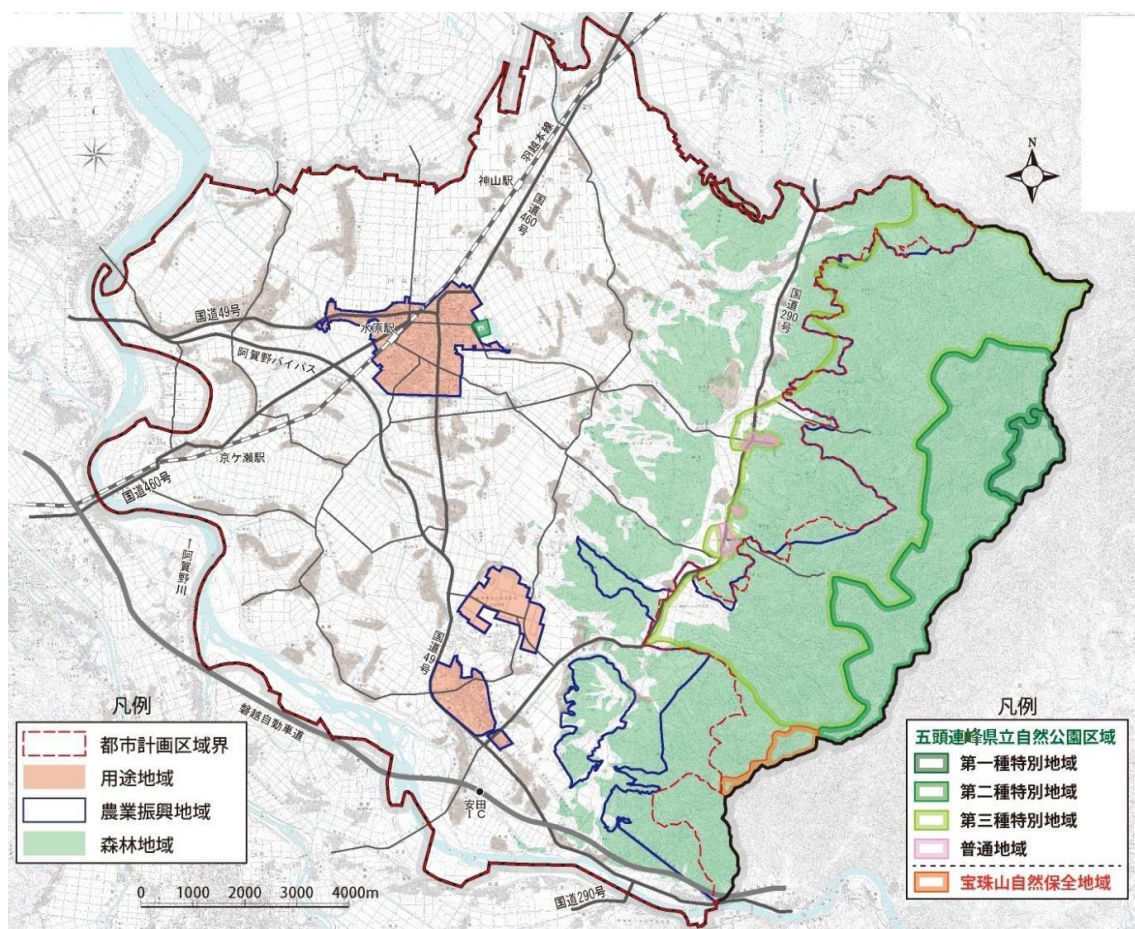 N
羽越本線
神山駅
国道460号
国道49号
水原駅
阿賀野バイパス
国道290号
京ケ瀬駅
国道460号
←阿賀野川
国道49号
磐越自動車道
安田
IC
国道290号
凡例
都市計画区域界
用途地域
農業振興地域
森林地域
0 1000 2000 3000 4000m
凡例
五頭連峰県立自然公園区域
第一種特別地域
第二種特別地域
第三種特別地域
普通地域
宝珠山自然保全地域